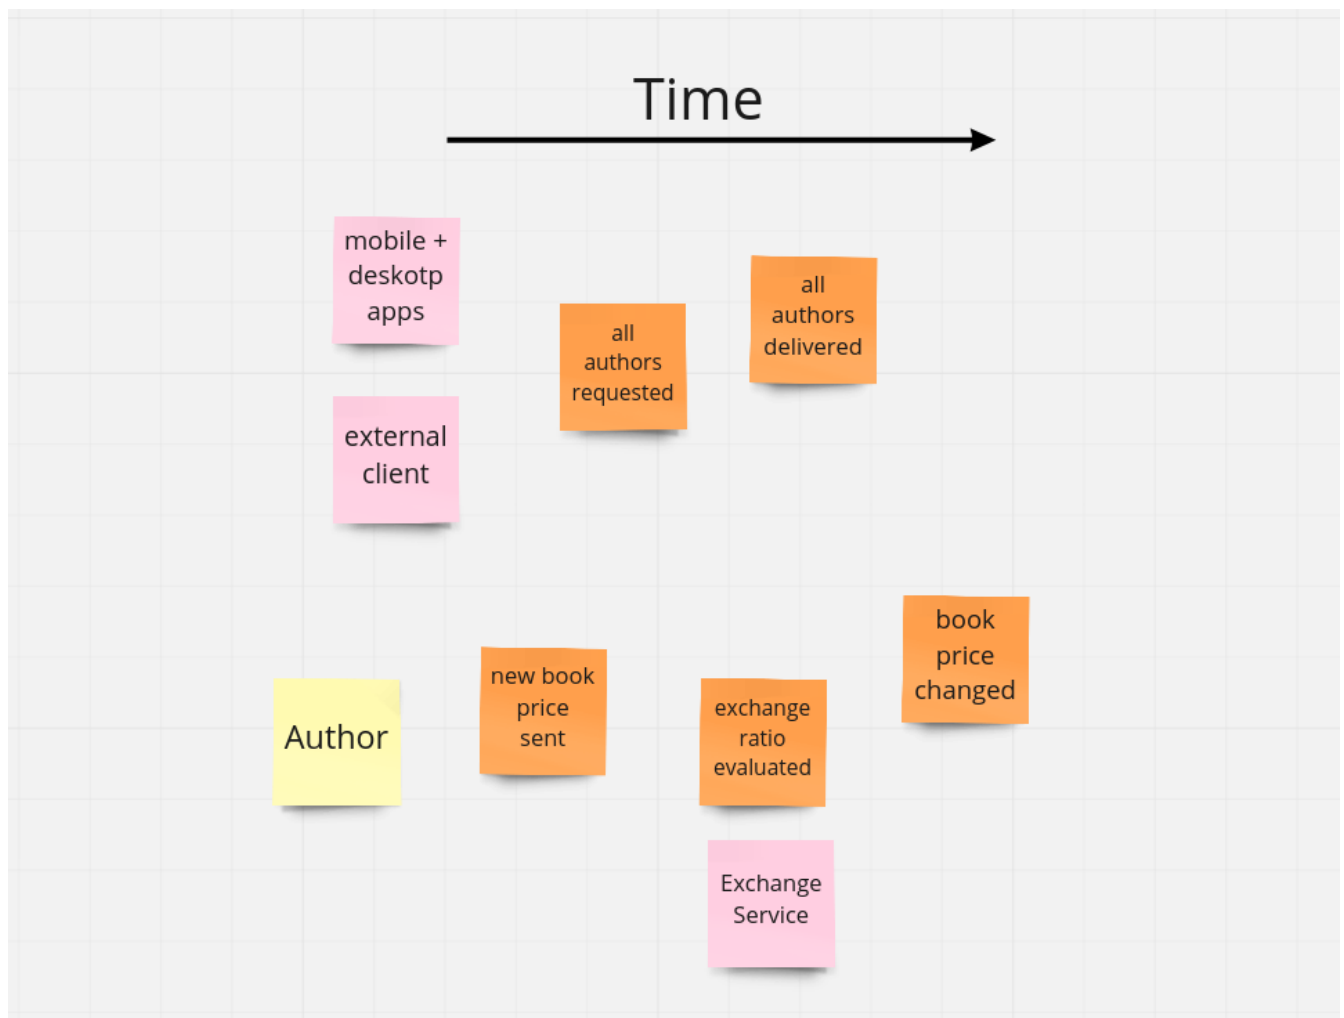 Time
mobile +
deskotp
apps
all
authors
requested
all
authors
delivered
external
client
Author
new book
price
sent
exchange
ratio
evaluated
book
price
changed
Exchange
Service